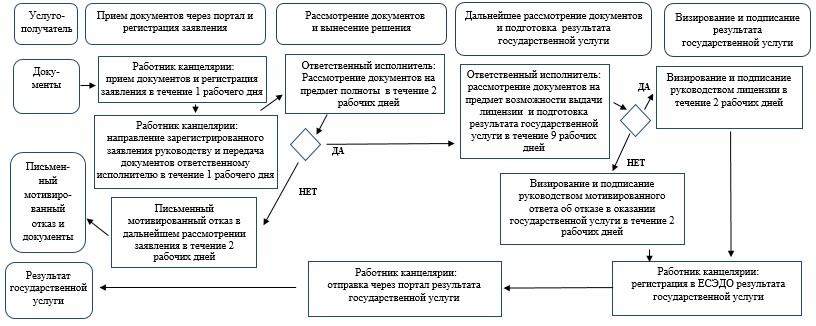 Услуго-
получатель
Прием документов через портал и
регистрация заявления
Рассмотрение документов
и вынесение решения
Дальнейшее рассмотрение документов
и подготовка результата
государственной услуги
Визирование и подписание
результата
государственной услуги
Доку-
менты
Работник канцелярии:
прием документов и регистрация
заявления в течение 1 рабочего дня
Ответственный исполнитель:
Рассмотрение документов на
предмет полноты в течение 2
рабочих дней
Ответственный исполнитель:
рассмотрение документов на
предмет возможности выдачи
лицензии и подготовка
результата государственной
услуги в течение 9 рабочих
дней
ДА
Визирование и подписание
руководством лицензии в
течение 2 рабочих дней
Работник канцелярии:
направление зарегистрированного
заявления руководству и передача
документов ответственному
исполнителю в течение 1 рабочего дня
ДА
НЕТ
НЕТ
Письмен-
ный
мотивиро-
ванный
отказ и
документы
Письменный
мотивированный отказ в
дальнейшем рассмотрении
заявления в течение 2
рабочих дней
Визирование и подписание
руководством мотивированного
ответа об отказе в оказании
государственной услуги в течение 2
рабочих дней
Результат
государственной
услуги
Работник канцелярии:
отправка через портал результата
государственной услуги
Работник канцелярии:
регистрация в ЕСЭДО результата
государственной услуги